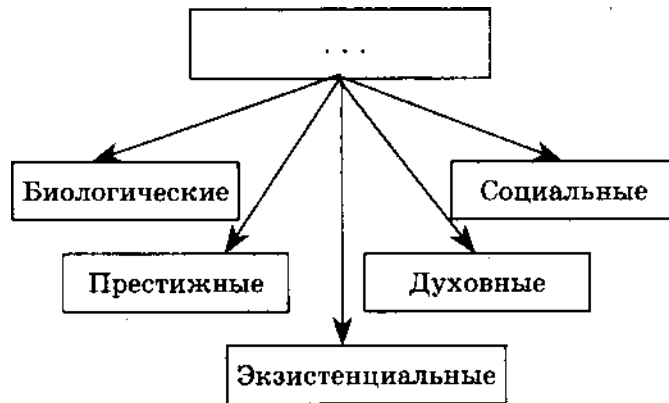 . . .
Биологические
Социальные
Престижные
Духовные
Экзистенциальные